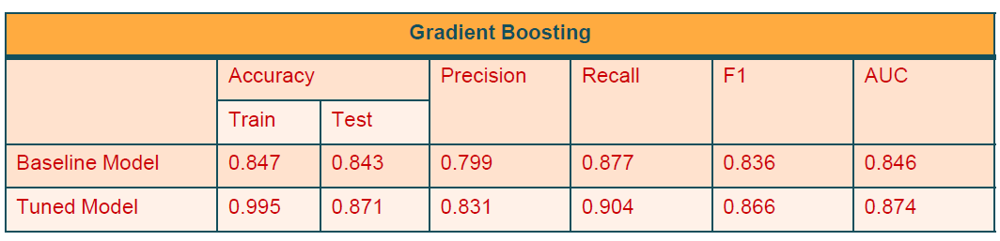 Gradient Boosting
Accuracy Precision Recall F1 AUC
Train Test
Baseline Model 0.847 0.843 0.799 0.877 0.836 0.846
Tuned Model 0.995 0.871 0.831 0.904 0.866 0.874